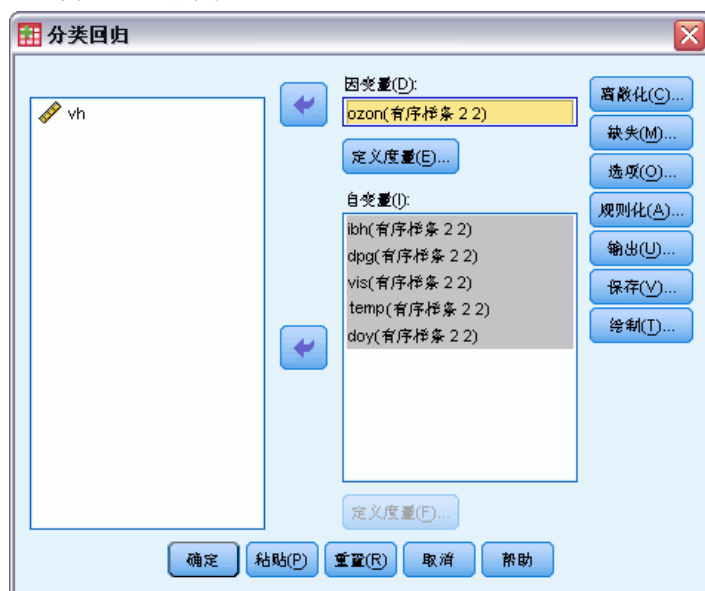 分类回归
vh
因变量(D):
ozon(有序样条 2 2)
定义度量(E)...
自变量(I):
ibh(有序样条 2 2)
dpg(有序样条 2 2)
vis(有序样条 2 2)
temp(有序样条 2 2)
doy(有序样条 2 2)
定义度量(F)...
离散化(C)...
缺失(M)...
选项(O)...
规则化(A)...
输出(U)...
保存(V)...
绘制(T)...
确定
粘贴(P)
重置(R)
取消
帮助